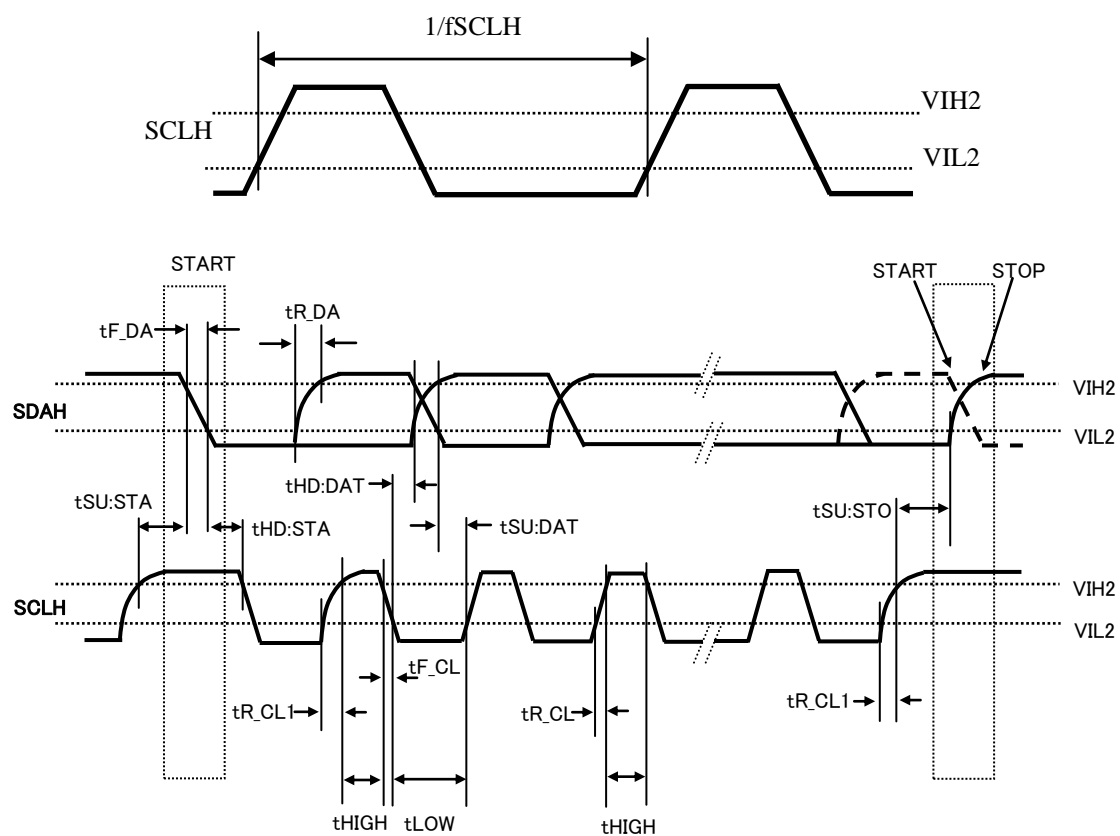 1/fSCLH
VIH2
SCLH
VIL2
START
START
STOP
tR_DA
tF_DA
VIH2
SDAH
VIL2
tHD:DAT
tSU:STA
tSU:STO
tHD:STA
tSU:DAT
VIH2
SCLH
VIL2
tF_CL
tR_CL1
tR_CL
tR_CL1
tHIGH
tLOW
tHIGH